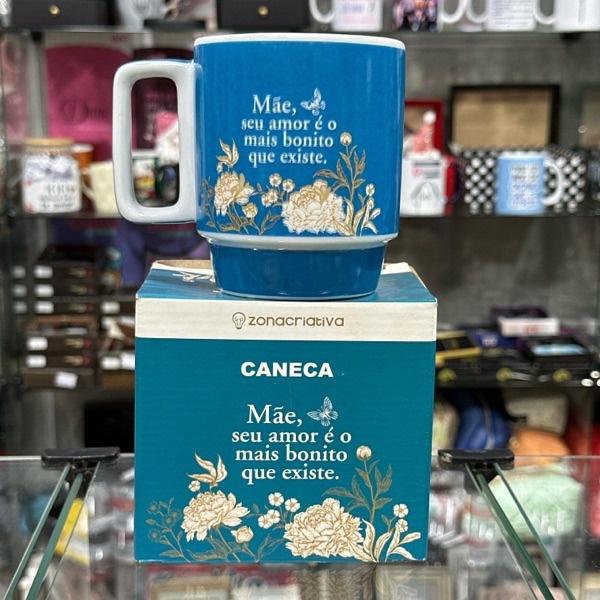 Mãe,
seu amor é o
mais bonito
que existe.
zonacriativa
CANECA
Mãe,
seu amor é o
mais bonito
que existe.